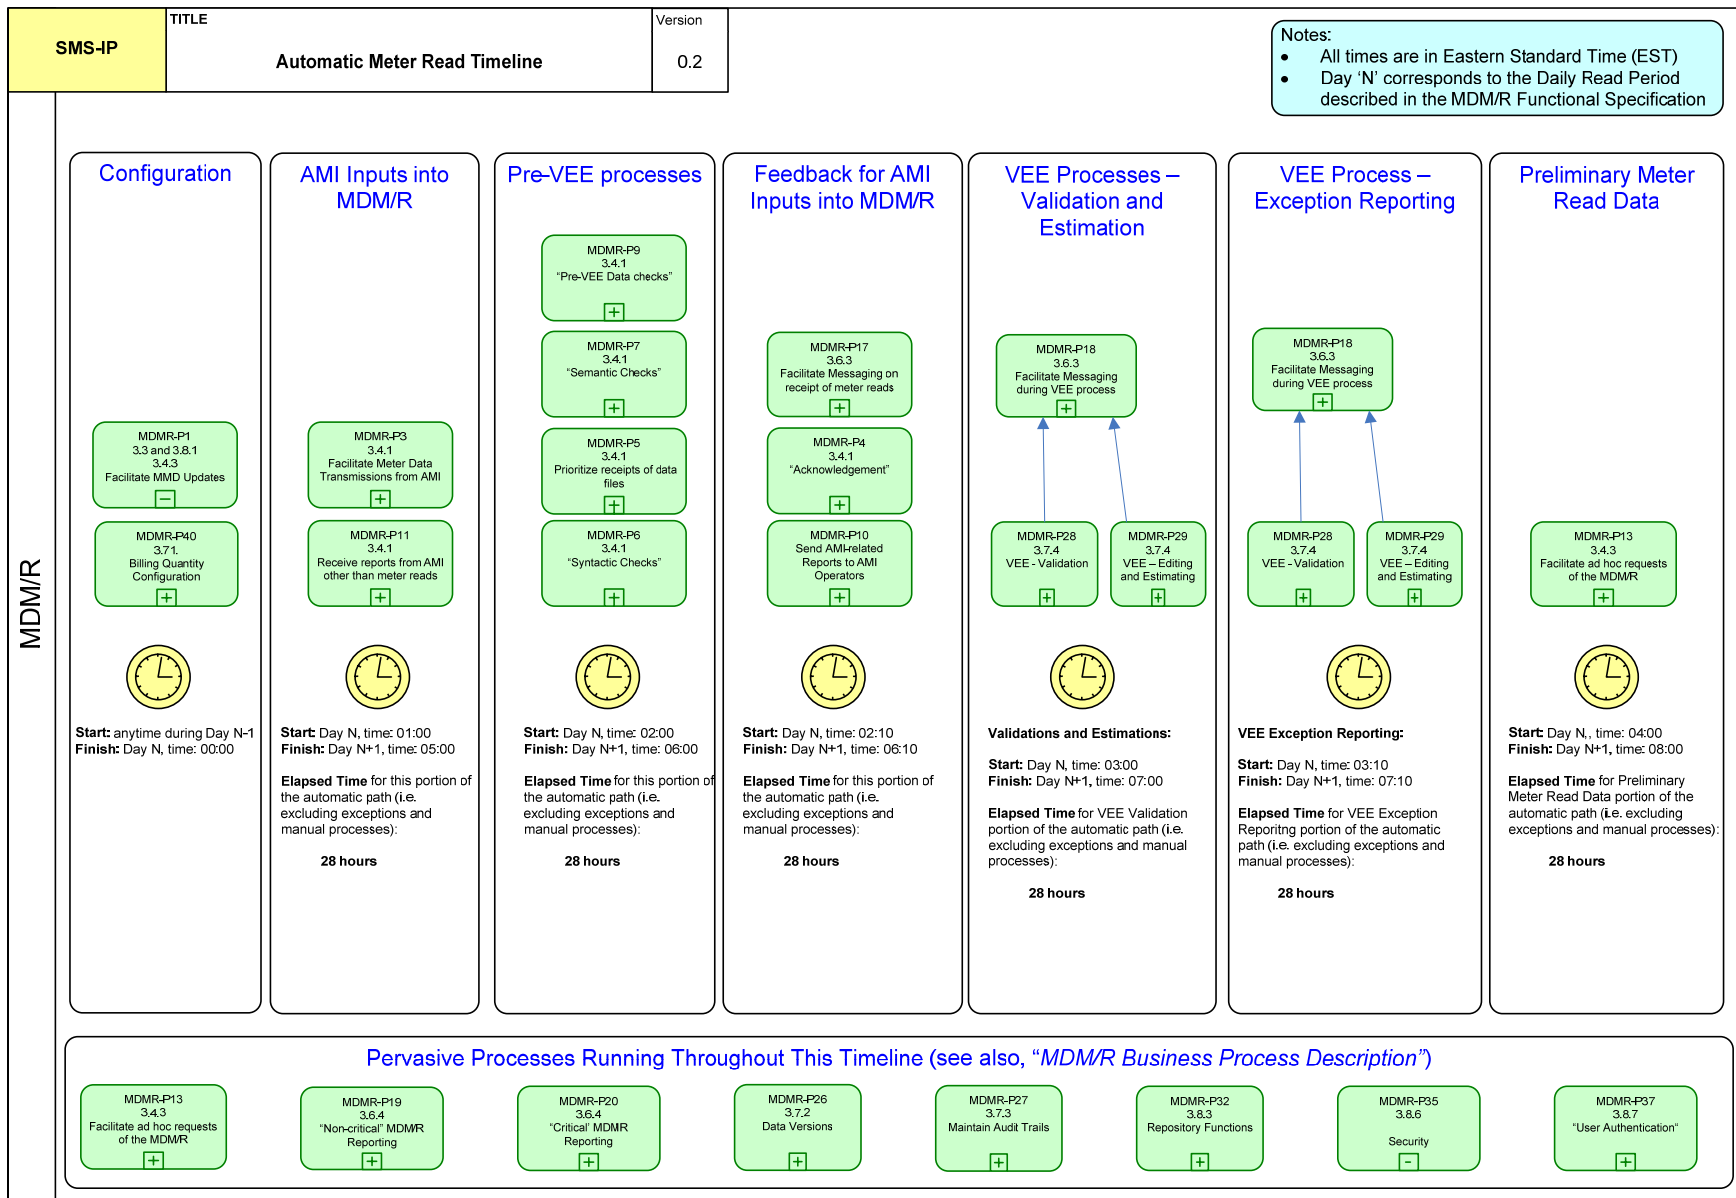 SMS-IP
TITLE
Automatic Meter Read Timeline
Version
0.2
Notes:
• All times are in Eastern Standard Time (EST)
• Day ‘N’ corresponds to the Daily Read Period
described in the MDM/R Functional Specification
MDM/R
Configuration
MDMR-P1
3.3 and 3.8.1
3.4.3
Facilitate MMD Updates
−
MDMR-P40
3.71.
Billing Quantity
Configuration
+
Start: anytime during Day N-1
Finish: Day N, time: 00:00
AMI Inputs into
MDM/R
MDMR-P3
3.4.1
Facilitate Meter Data
Transmissions from AMI
+
MDMR-P11
3.4.1
Receive reports from AMI
other than meter reads
+
Start: Day N, time: 01:00
Finish: Day N+1, time: 05:00
Elapsed Time for this portion of
the automatic path (i.e.
excluding exceptions and
manual processes):
28 hours
Pre-VEE processes
MDMR-P9
3.4.1
“Pre-VEE Data checks”
+
MDMR-P7
3.4.1
“Semantic Checks”
+
MDMR-P5
3.4.1
Prioritize receipts of data
files
+
MDMR-P6
3.4.1
“Syntactic Checks”
+
Start: Day N, time: 02:00
Finish: Day N+1, time: 06:00
Elapsed Time for this portion of
the automatic path (i.e.
excluding exceptions and
manual processes):
28 hours
Feedback for AMI
Inputs into MDM/R
MDMR-P17
3.6.3
Facilitate Messaging on
receipt of meter reads
+
MDMR-P4
3.4.1
“Acknowledgement”
+
MDMR-P10
Send AMI-related
Reports to AMI
Operators
+
Start: Day N, time: 02:10
Finish: Day N+1, time: 06:10
Elapsed Time for this portion of
the automatic path (i.e.
excluding exceptions and
manual processes):
28 hours
VEE Processes –
Validation and
Estimation
MDMR-P18
3.6.3
Facilitate Messaging
during VEE process
+
MDMR-P28
3.7.4
VEE - Validation
+
MDMR-P29
3.7.4
VEE – Editing
and Estimating
+
Validations and Estimations:
Start: Day N, time: 03:00
Finish: Day N+1, time: 07:00
Elapsed Time for VEE Validation
portion of the automatic path (i.e.
excluding exceptions and manual
processes):
28 hours
VEE Process –
Exception Reporting
MDMR-P18
3.6.3
Facilitate Messaging
during VEE process
+
MDMR-P28
3.7.4
VEE - Validation
+
MDMR-P29
3.7.4
VEE – Editing
and Estimating
+
VEE Exception Reporting:
Start: Day N, time: 03:10
Finish: Day N+1, time: 07:10
Elapsed Time for VEE Exception
Reporitng portion of the automatic
path (i.e. excluding exceptions and
manual processes):
28 hours
Preliminary Meter
Read Data
MDMR-P13
3.4.3
Facilitate ad hoc requests
of the MDM/R
+
Start: Day N,, time: 04:00
Finish: Day N+1, time: 08:00
Elapsed Time for Preliminary
Meter Read Data portion of the
automatic path (i.e. excluding
exceptions and manual processes):
28 hours
Pervasive Processes Running Throughout This Timeline (see also, “MDM/R Business Process Description”)
MDMR-P13
3.4.3
Facilitate ad hoc requests
of the MDM/R
+
MDMR-P19
3.6.4
“Non-critical” MDM/R
Reporting
+
MDMR-P20
3.6.4
“Critical’ MDMR
Reporting
+
MDMR-P26
3.7.2
Data Versions
+
MDMR-P27
3.7.3
Maintain Audit Trails
+
MDMR-P32
3.8.3
Repository Functions
+
MDMR-P35
3.8.6
Security
-
MDMR-P37
3.8.7
“User Authentication“
+